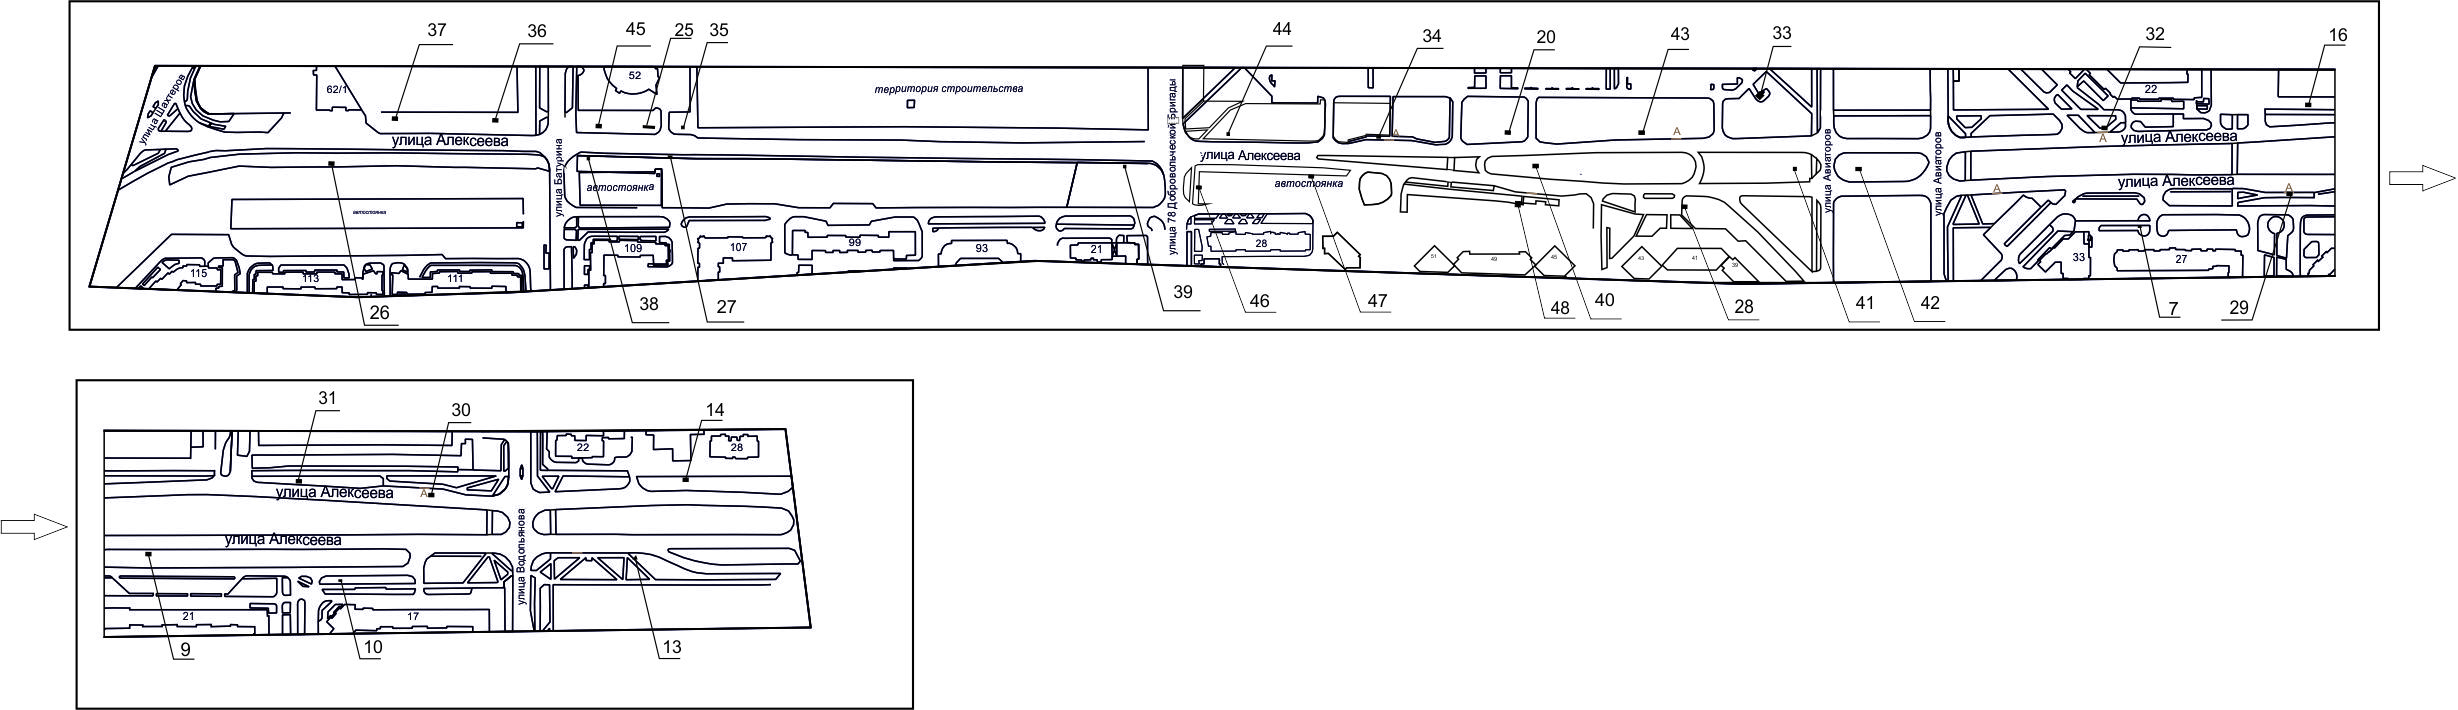 37
36
45
25
35
44
34
20
43
33
32
16
62/1
52
территория строительства
22
улица Шахтеров
улица Алексеева
улица Батурина
улица 78 Добровольческой Бригады
улица Алексеева
А
А
улица Авиаторов
улица Авиаторов
А
улица Алексеева
автостоянка
автостоянка
автостоянка
А
улица Алексеева
А
115
113
111
109
107
99
93
21
28
51
49
45
43
41
39
33
27
26
38
27
39
46
47
48
40
28
41
42
7
29
31
30
14
22
28
улица Алексеева
А
улица Водопьянова
улица Алексеева
21
17
9
10
13